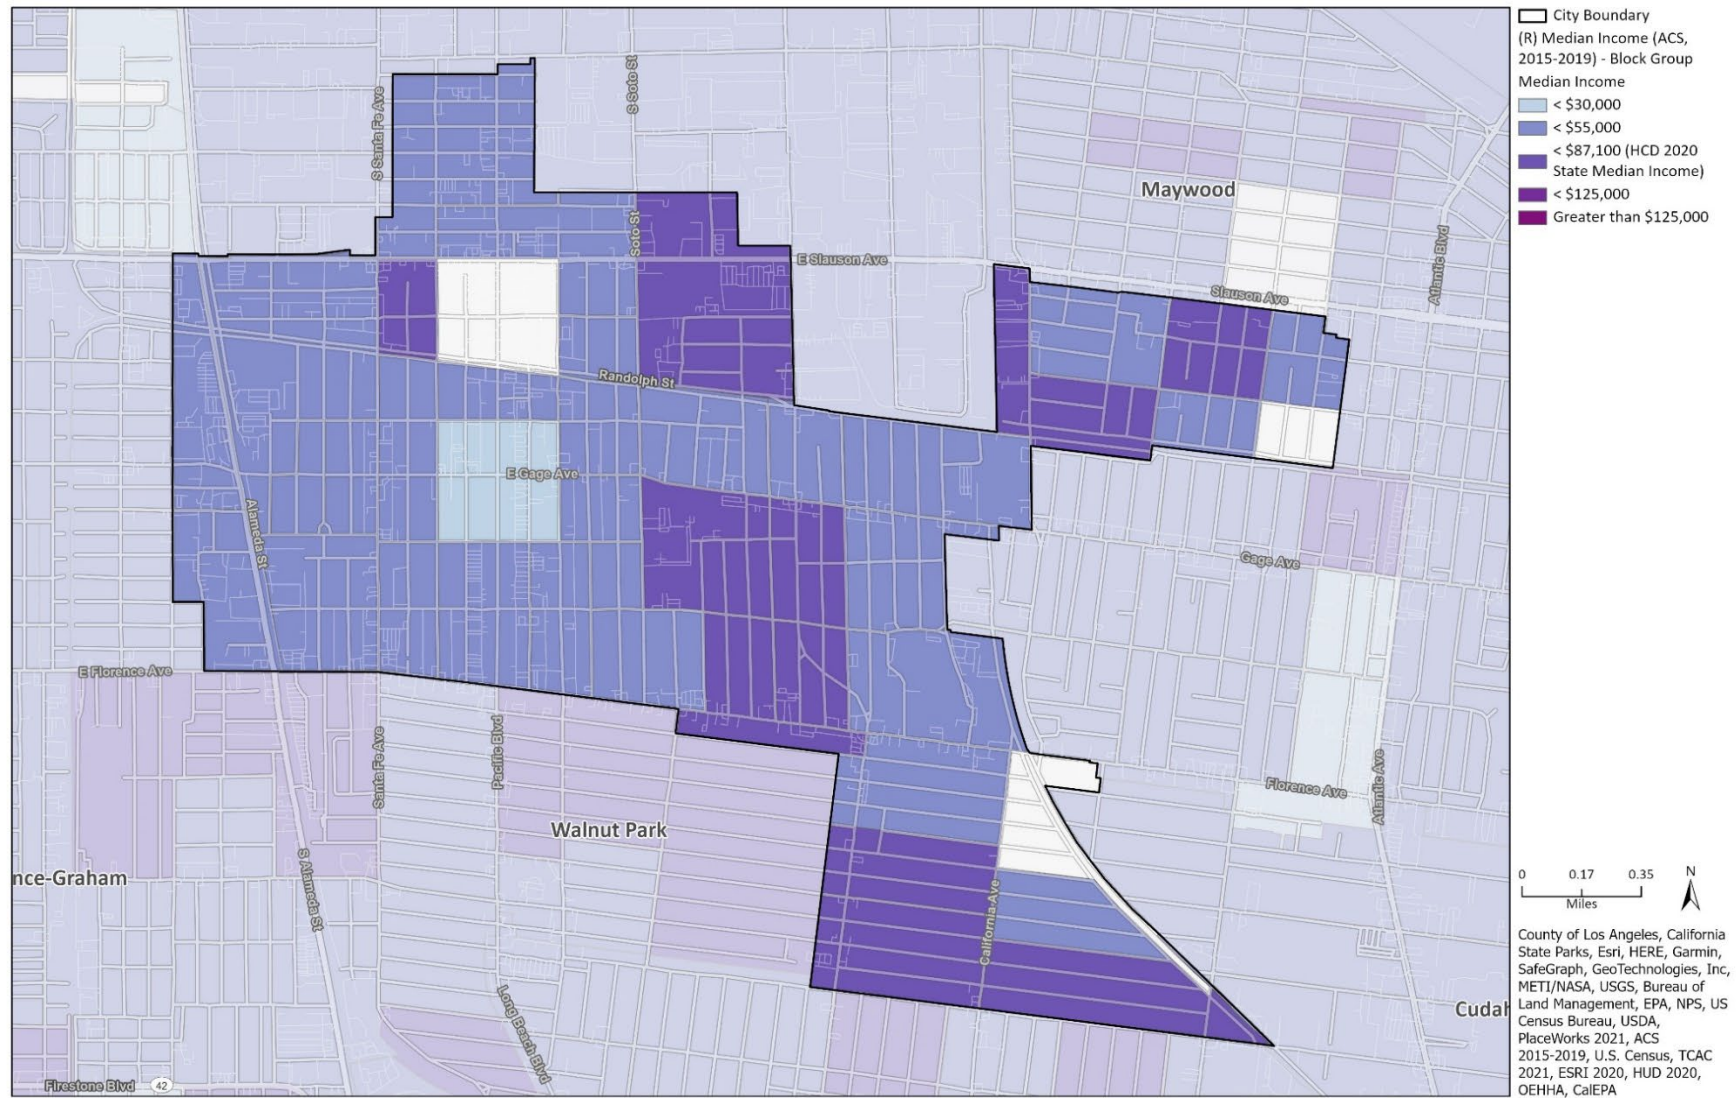 S Santa Fe Ave
S Soto St
Maywood
Atlantic Blvd
Soto St
E Slauson Ave
Slauson Ave
Randolph St
E Gage Ave
Alameda St
Gage Ave
E Florence Ave
Santa Fe Ave
Pacific Blvd
Florence Ave
Atlantic Ave
Walnut Park
nce-Graham
S Alameda St
California Ave
Long Beach Blvd
Cudah
Firestone Blvd
42
City Boundary
(R) Median Income (ACS,
2015-2019) - Block Group
Median Income
< $30,000
< $55,000
< $87,100 (HCD 2020
State Median Income)
< $125,000
Greater than $125,000
0 0.17 0.35
Miles
N
County of Los Angeles, California
State Parks, Esri, HERE, Garmin,
SafeGraph, GeoTechnologies, Inc,
METI/NASA, USGS, Bureau of
Land Management, EPA, NPS, US
Census Bureau, USDA,
PlaceWorks 2021, ACS
2015-2019, U.S. Census, TCAC
2021, ESRI 2020, HUD 2020,
OEHHA, CalEPA